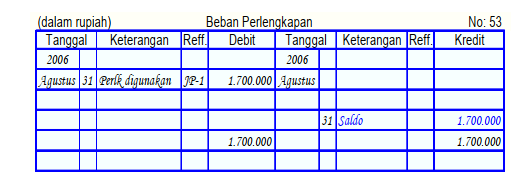 (dalam rupiah) Beban Perlengkapan No: 53
Tanggal Keterangan Reff. Debit Tanggal Keterangan Reff. Kredit
2006 2006
Agustus 31 Perlk digunakan JP-1 1.700.000 Agustus
31 Saldo 1.700.000
1.700.000 1.700.000